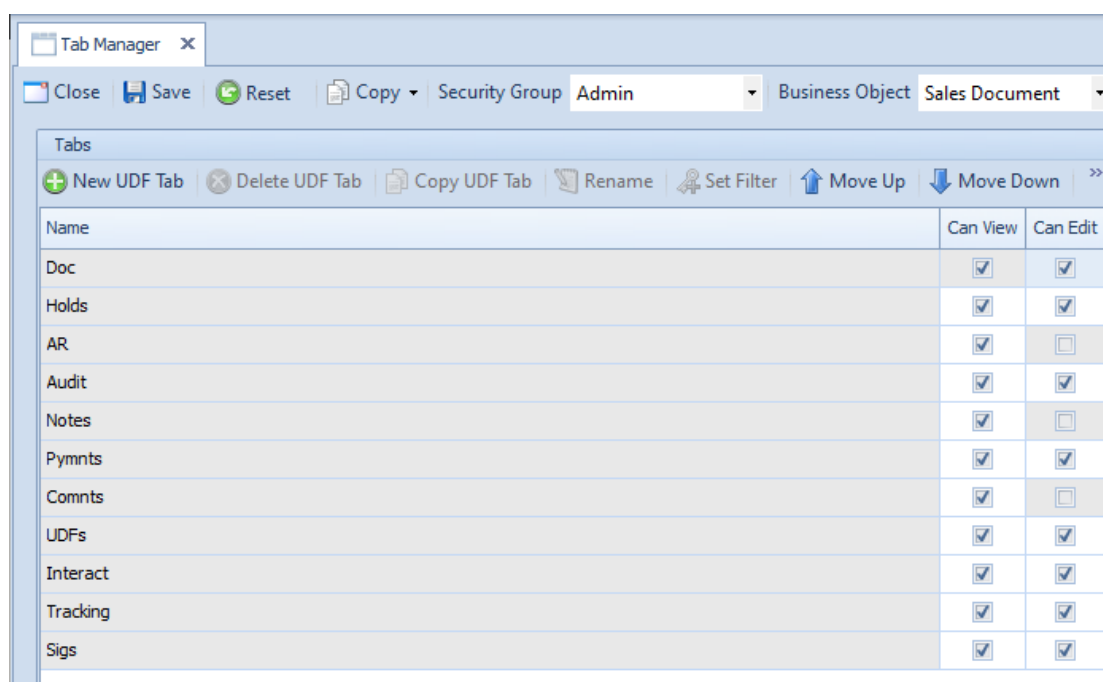 Tab Manager
Close Save Reset Copy Security Group Admin Business Object Sales Document
Tabs
New UDF Tab Delete UDF Tab Copy UDF Tab Rename Set Filter Move Up Move Down »
Name Can View Can Edit
Doc
Holds
AR
Audit
Notes
Pymnts
Comnts
UDFs
Interact
Tracking
Sigs